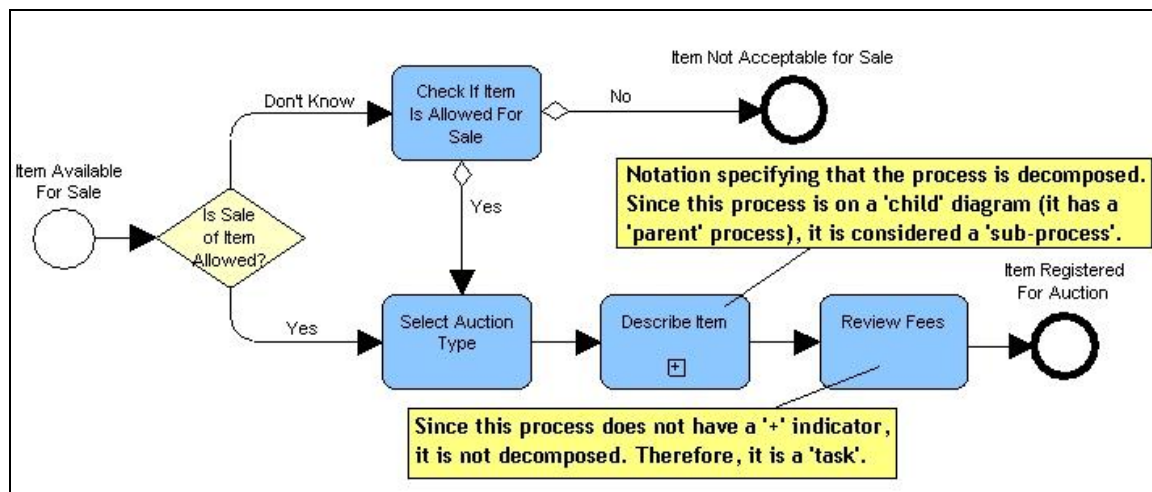 Item Not Acceptable for Sale
Check If Item
Is Allowed For
Sale
Don't Know
No
Item Available
For Sale
Notation specifying that the process is decomposed.
Since this process is on a 'child' diagram (it has a
'parent' process), it is considered a 'sub-process'.
Is Sale
of Item
Allowed?
Yes
Item Registered
For Auction
Yes
Select Auction
Type
Describe Item
+
Review Fees
Since this process does not have a '+' indicator,
it is not decomposed. Therefore, it is a 'task'.